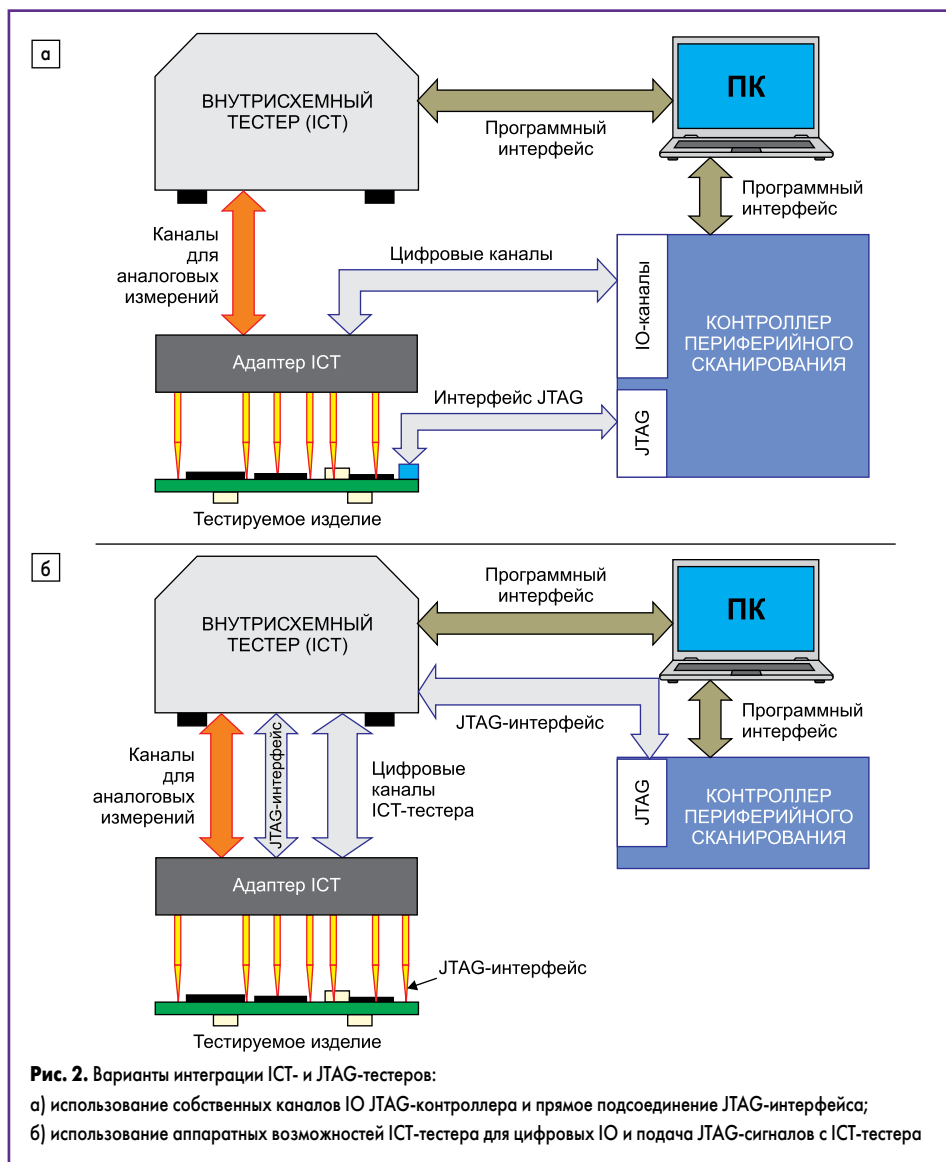 а
ВНУТРИСХЕМНЫЙ
ТЕСТЕР (ICT)
Программный
интерфейс
ПК
Программный
интерфейс
Каналы
для
аналоговых
измерений
Цифровые каналы
IO-каналы
КОНТРОЛЛЕР
ПЕРИФЕРИЙНОГО
СКАНИРОВАНИЯ
Адаптер ICT
Интерфейс JTAG
JTAG
Тестируемое изделие
б
ВНУТРИСХЕМНЫЙ
ТЕСТЕР (ICT)
Программный
интерфейс
ПК
JTAG-интерфейс
Программный
интерфейс
Каналы
для
аналоговых
измерений
JTAG-интерфейс
Цифровые
каналы
ICT-тестера
JTAG
КОНТРОЛЛЕР
ПЕРИФЕРИЙНОГО
СКАНИРОВАНИЯ
Адаптер ICT
JTAG-интерфейс
Тестируемое изделие
Рис. 2. Варианты интеграции ICT- и JTAG-тестеров:
а) использование собственных каналов IO JTAG-контроллера и прямое подсоединение JTAG-интерфейса;
б) использование аппаратных возможностей ICT-тестера для цифровых IO и подача JTAG-сигналов с ICT-тестера